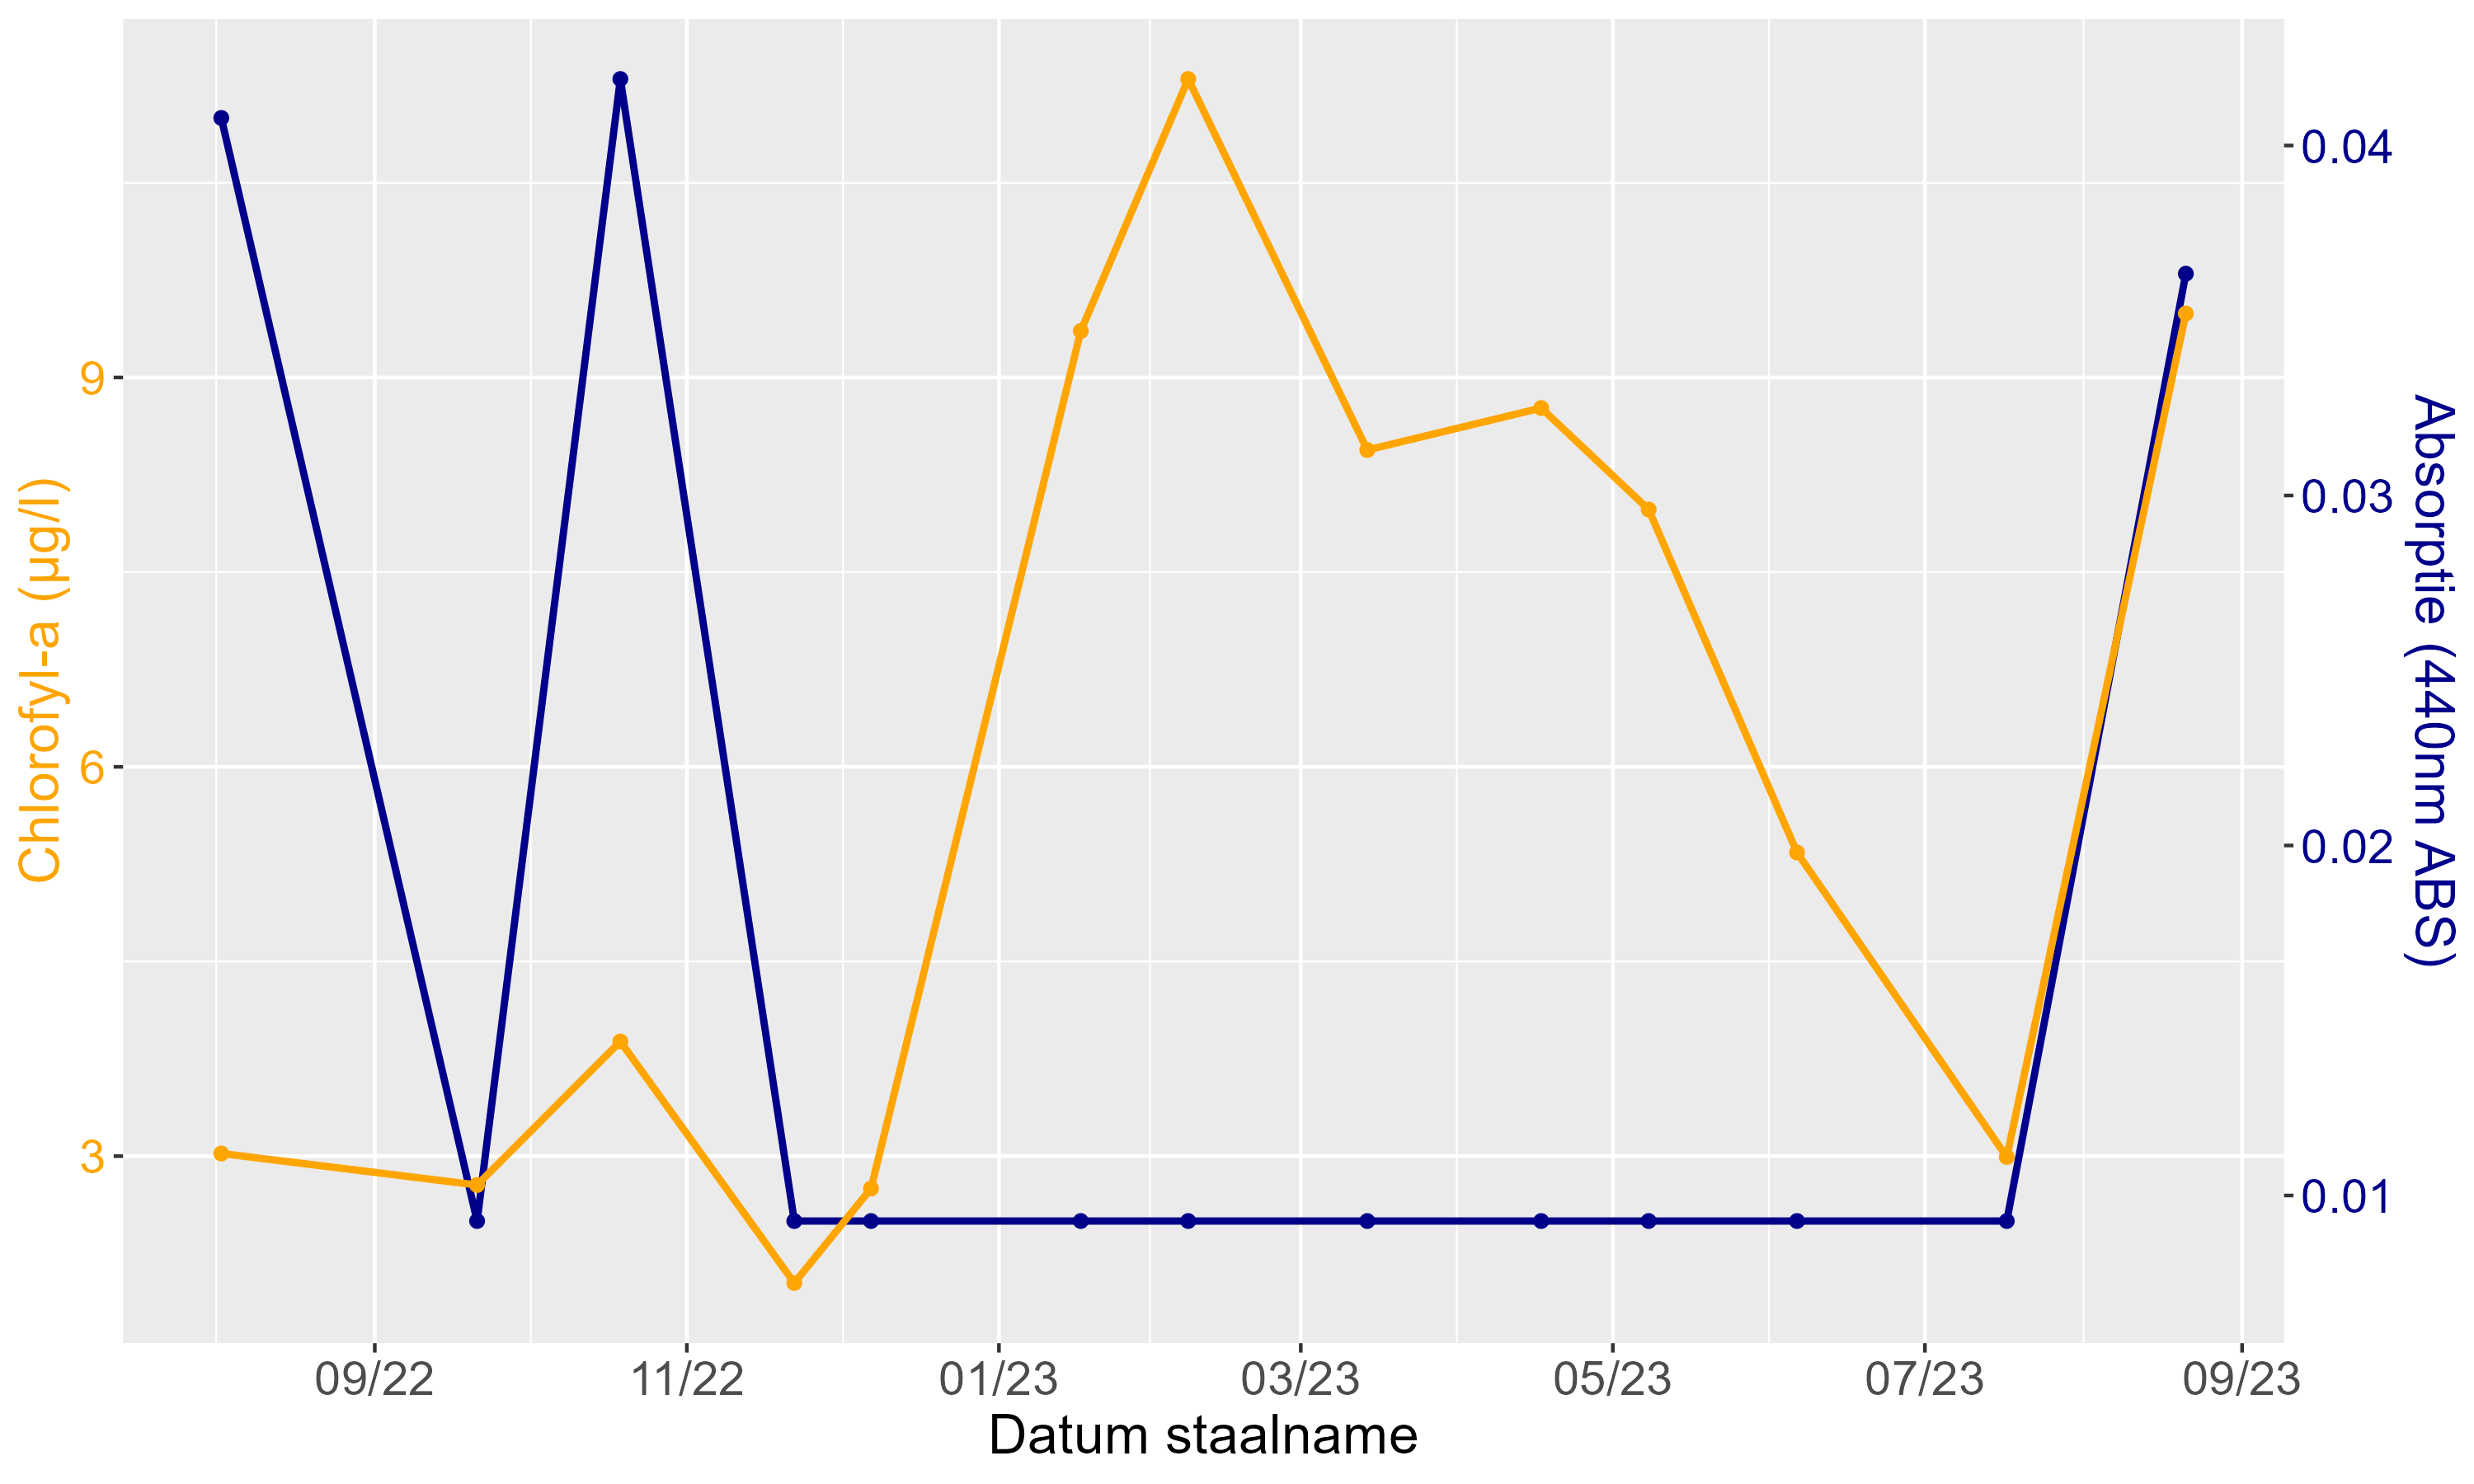 Chlorofyl-a (µg/l)
9
6
3
0.04
0.03
0.02
0.01
Absorptie (440nm ABS)
09/22 11/22 01/23 03/23 05/23 07/23 09/23
Datum staalname